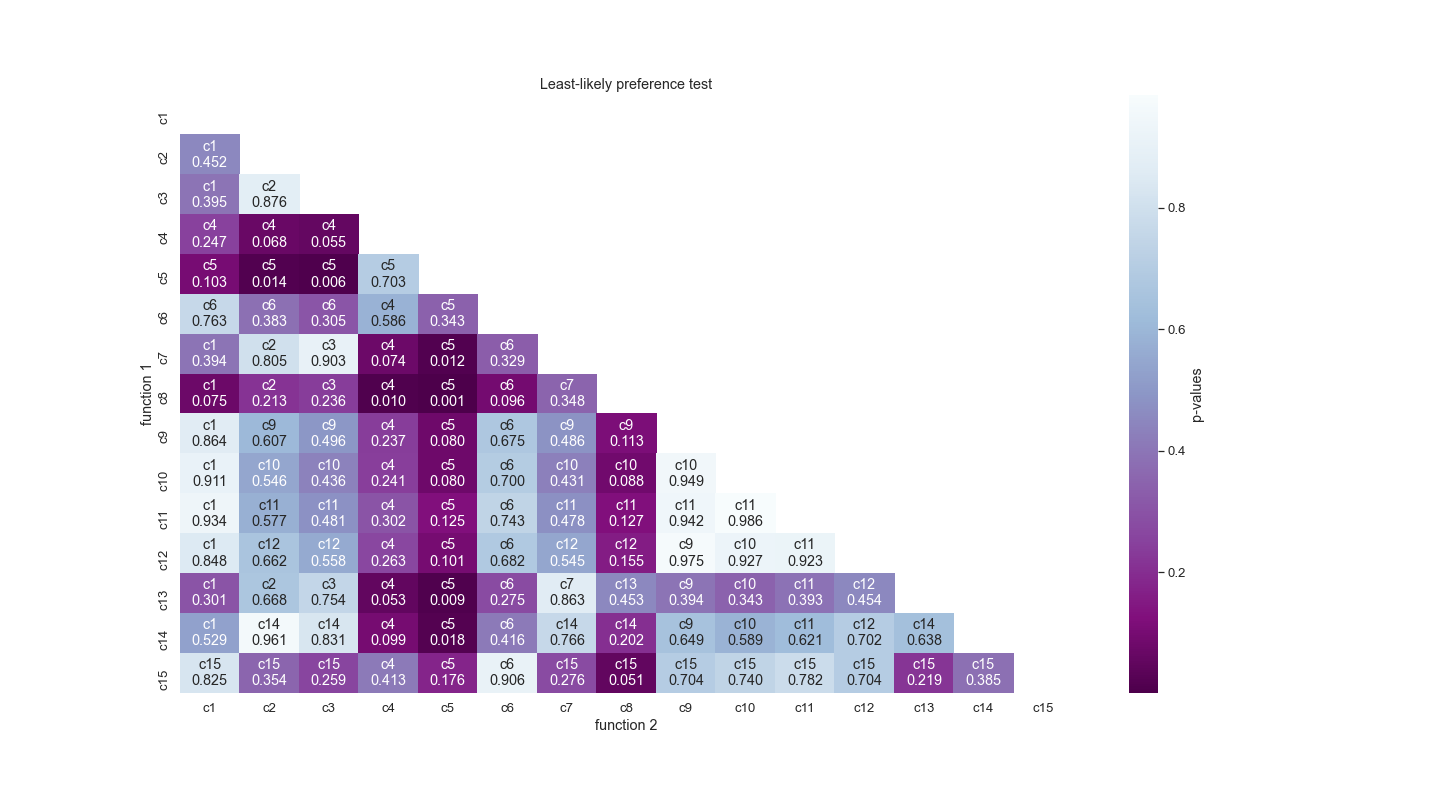 Least-likely preference test
c1
c2 c1
0.452
c3 c1 c2
0.395 0.876
c4 c4 c4 c4
0.247 0.068 0.055
c5 c5 c5 c5 c5
0.103 0.014 0.006 0.703
c6 c6 c6 c6 c4 c5
0.763 0.383 0.305 0.586 0.343
c7 c1 c2 c3 c4 c5 c6
0.394 0.805 0.903 0.074 0.012 0.329
c8 c1 c2 c3 c4 c5 c6 c7
0.075 0.213 0.236 0.010 0.001 0.096 0.348
c9 c1 c9 c9 c4 c5 c6 c9 c9
0.864 0.607 0.496 0.237 0.080 0.675 0.486 0.113
c10 c1 c10 c10 c4 c5 c6 c10 c10 c10
0.911 0.546 0.436 0.241 0.080 0.700 0.431 0.088 0.949
c11 c1 c11 c11 c4 c5 c6 c11 c11 c11 c11
0.934 0.577 0.481 0.302 0.125 0.743 0.478 0.127 0.942 0.986
c12 c1 c12 c12 c4 c5 c6 c12 c12 c9 c10 c11
0.848 0.662 0.558 0.263 0.101 0.682 0.545 0.155 0.975 0.927 0.923
c13 c1 c2 c3 c4 c5 c6 c7 c13 c9 c10 c11 c12
0.301 0.668 0.754 0.053 0.009 0.275 0.863 0.453 0.394 0.343 0.393 0.454
c14 c1 c14 c14 c4 c5 c6 c14 c14 c9 c10 c11 c12 c14
0.529 0.961 0.831 0.099 0.018 0.416 0.766 0.202 0.649 0.589 0.621 0.702 0.638
c15 c15 c15 c15 c4 c5 c6 c15 c15 c15 c15 c15 c15 c15 c15
0.825 0.354 0.259 0.413 0.176 0.906 0.276 0.051 0.704 0.740 0.782 0.704 0.219 0.385
c1 c2 c3 c4 c5 c6 c7 c8 c9 c10 c11 c12 c13 c14 c15
function 2
function 1
0.8
0.6
0.4
0.2
p-values